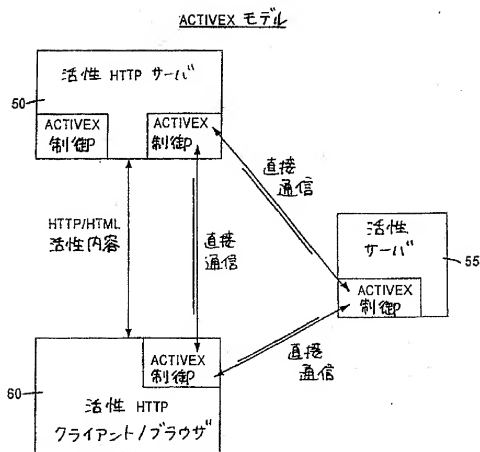 ACTIVEX モデル
活性 HTTP サーバ
50
ACTIVEX
制御
ACTIVEX
制御
直接
通信
HTTP/HTML
活性内容
直接
通信
活性
サーバ
55
ACTIVEX
制御
直接
通信
ACTIVEX
制御
60
活性 HTTP
クライアント/ブラウザ